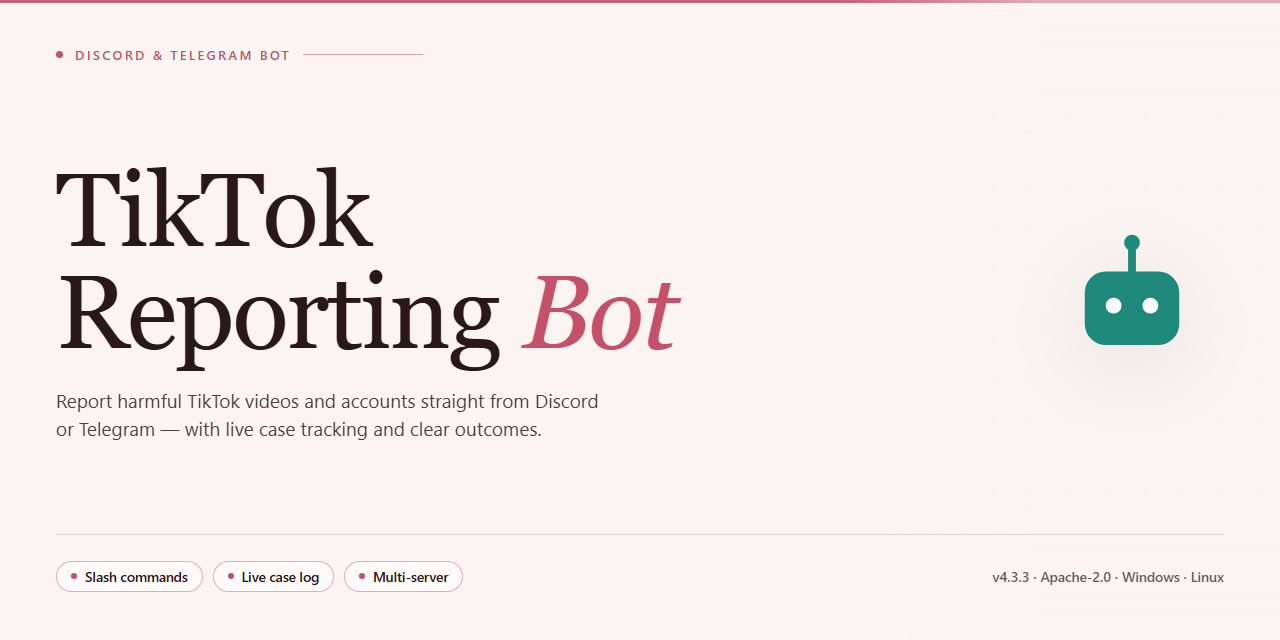 DISCORD & TELEGRAM BOT
TikTok
Reporting Bot
Report harmful TikTok videos and accounts straight from Discord
or Telegram — with live case tracking and clear outcomes.
Slash commands
Live case log
Multi-server
v4.3.3 · Apache-2.0 · Windows · Linux